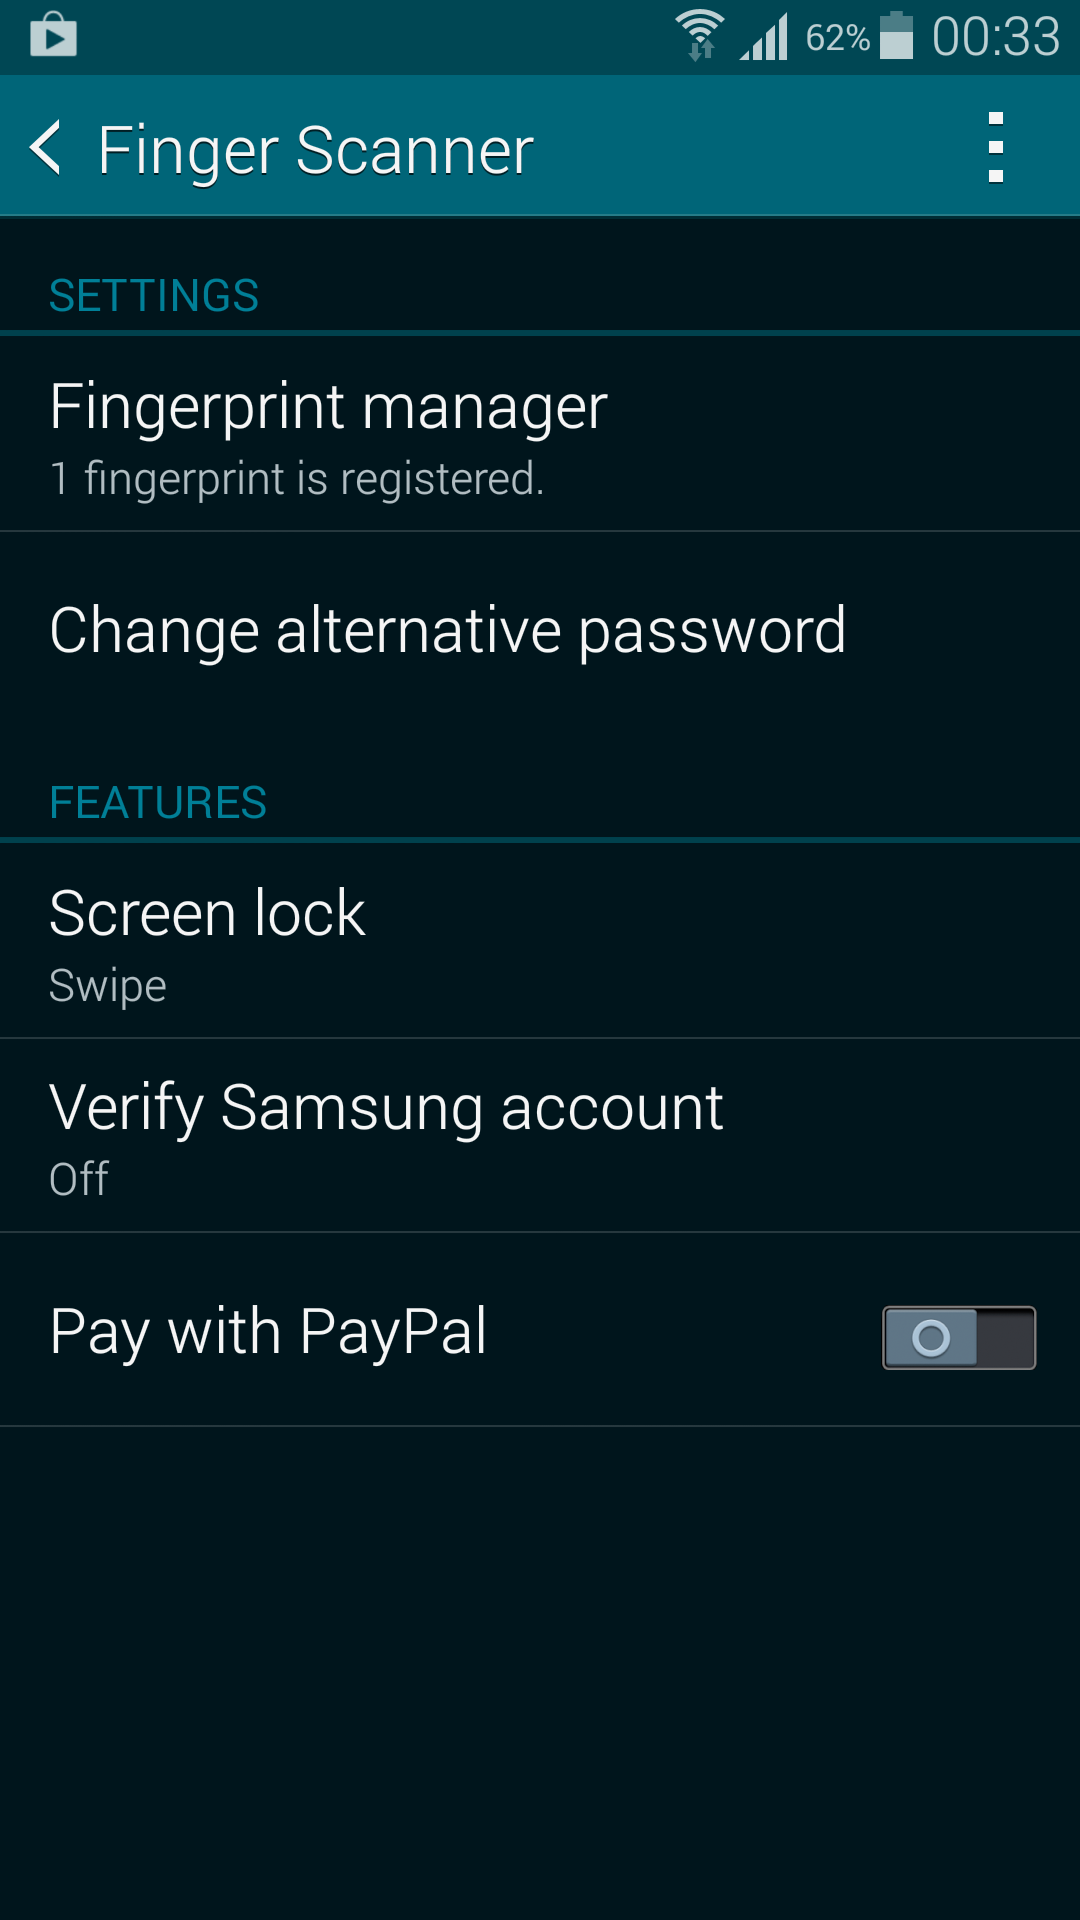 62% 00:33
Finger Scanner
SETTINGS
Fingerprint manager
1 fingerprint is registered.
Change alternative password
FEATURES
Screen lock
Swipe
Verify Samsung account
Off
Pay with PayPal